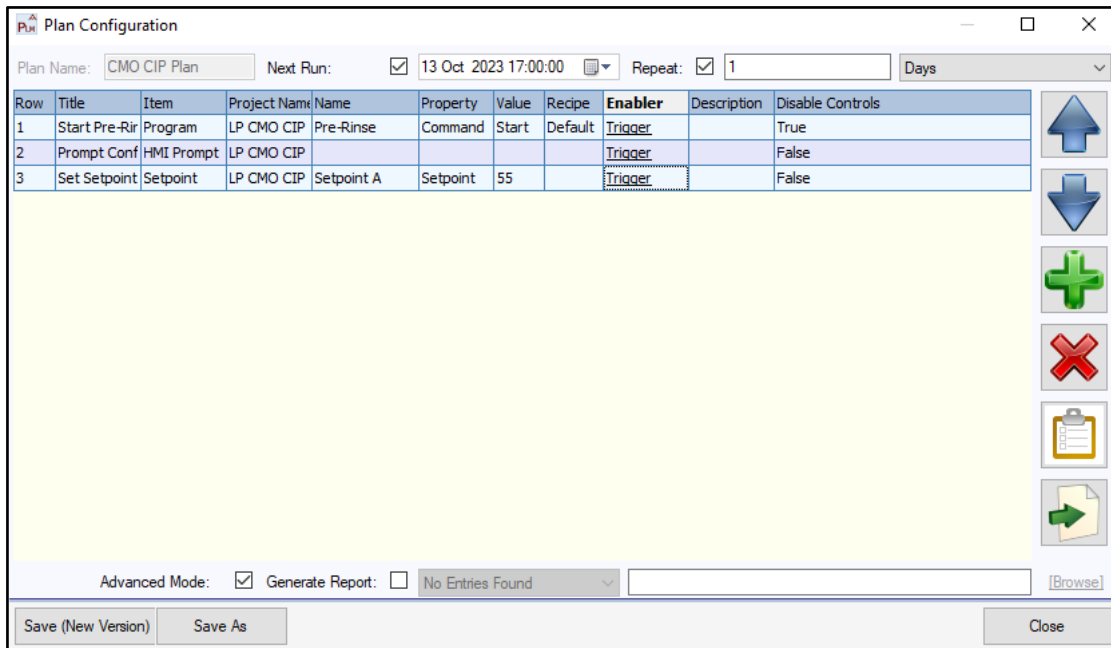 PLM Plan Configuration
Plan Name: CMO CIP Plan Next Run: 13 Oct 2023 17:00:00 Repeat: 1 Days
Row Title Item Project Name Name Property Value Recipe Enabler Description Disable Controls
1 Start Pre-Rir Program LP CMO CIP Pre-Rinse Command Start Default Trigger True
2 Prompt Conf HMI Prompt LP CMO CIP Trigger False
3 Set Setpoint Setpoint LP CMO CIP Setpoint A Setpoint 55 Trigger False
Advanced Mode: Generate Report: No Entries Found [Browse]
Save (New Version) Save As Close